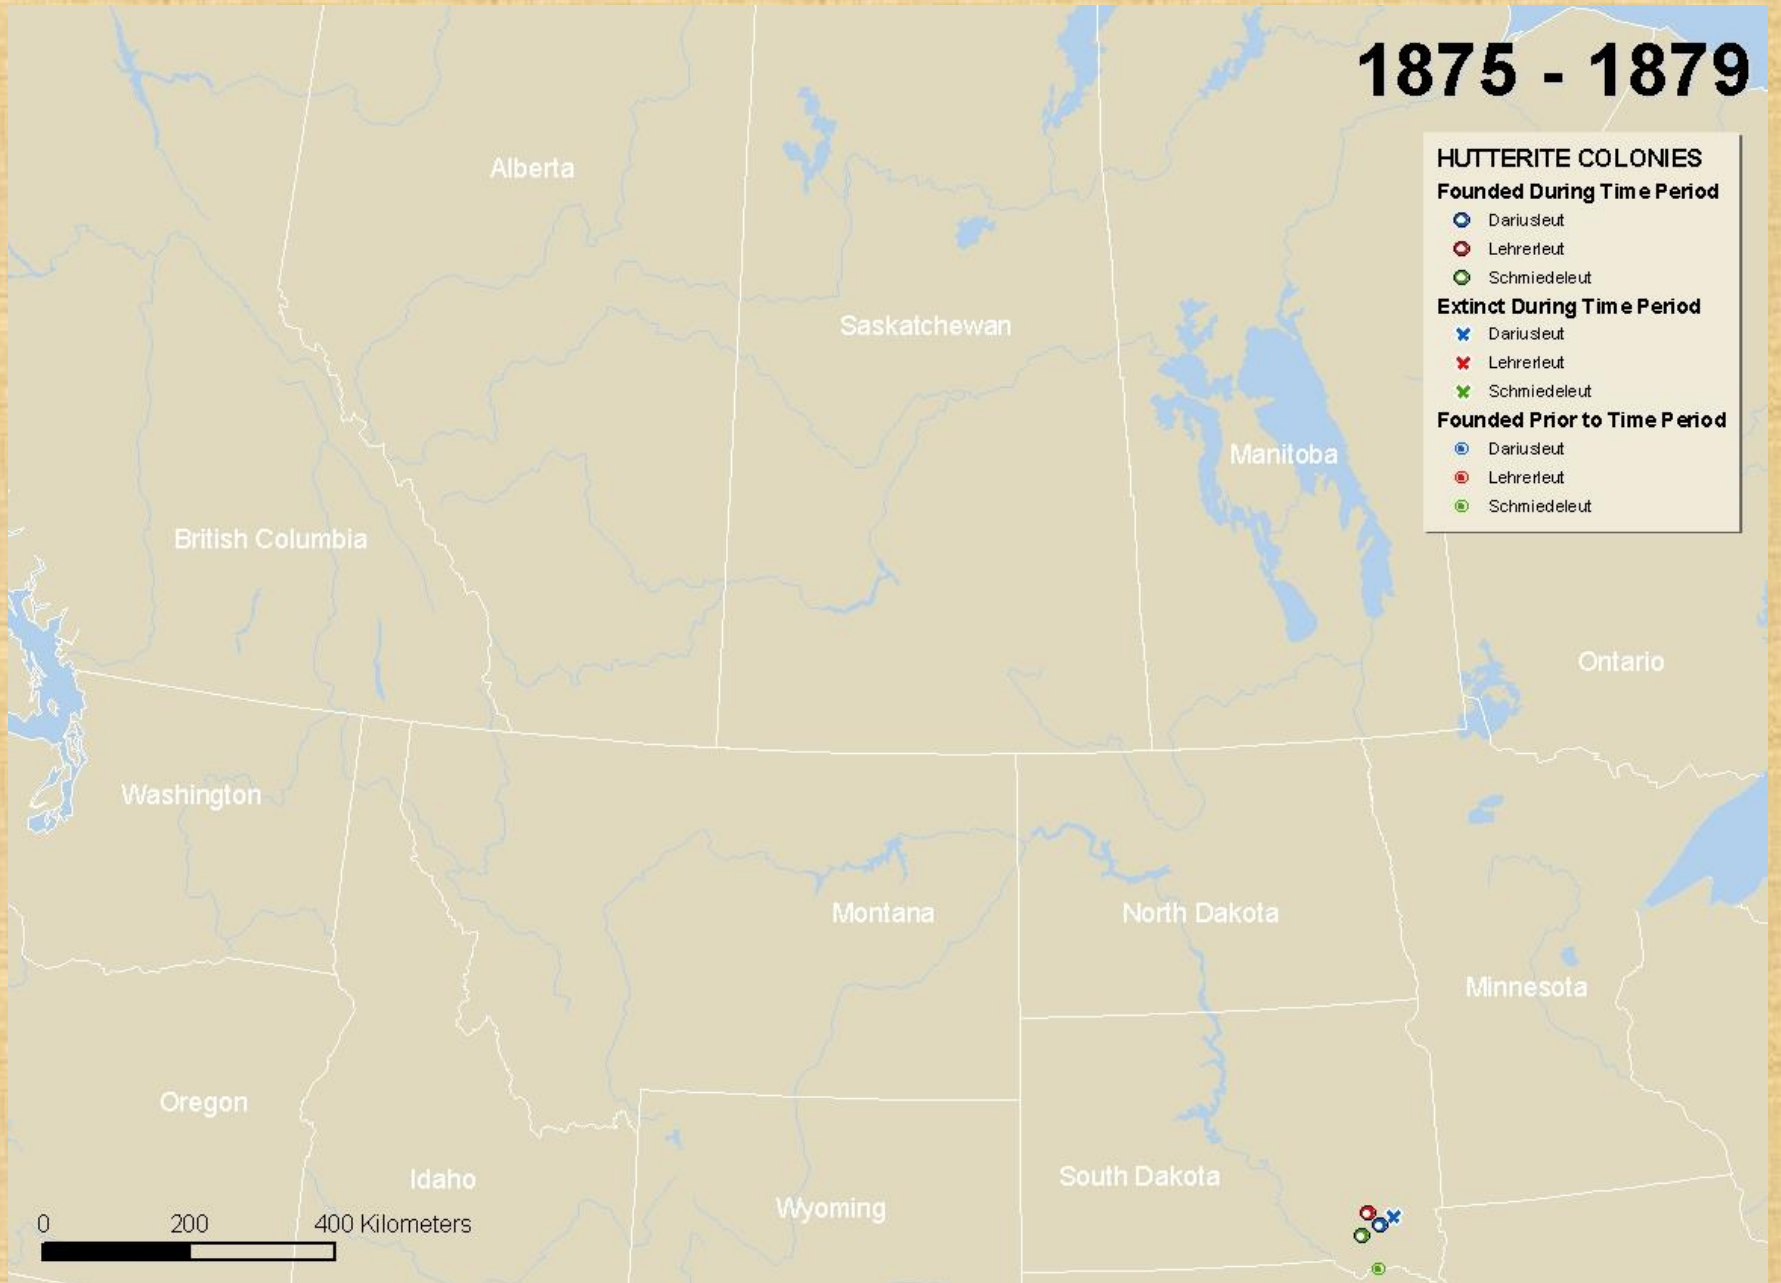 1875 - 1879
HUTTERITE COLONIES
Founded During Time Period
Dariusleut
Lehrerleut
Schmiedeleut
Extinct During Time Period
Dariusleut
Lehrerleut
Schmiedeleut
Founded Prior to Time Period
Dariusleut
Lehrerleut
Schmiedeleut
Alberta
Saskatchewan
Manitoba
British Columbia
Ontario
Washington
Montana
North Dakota
Minnesota
Oregon
Idaho
Wyoming
South Dakota
0 200 400 Kilometers